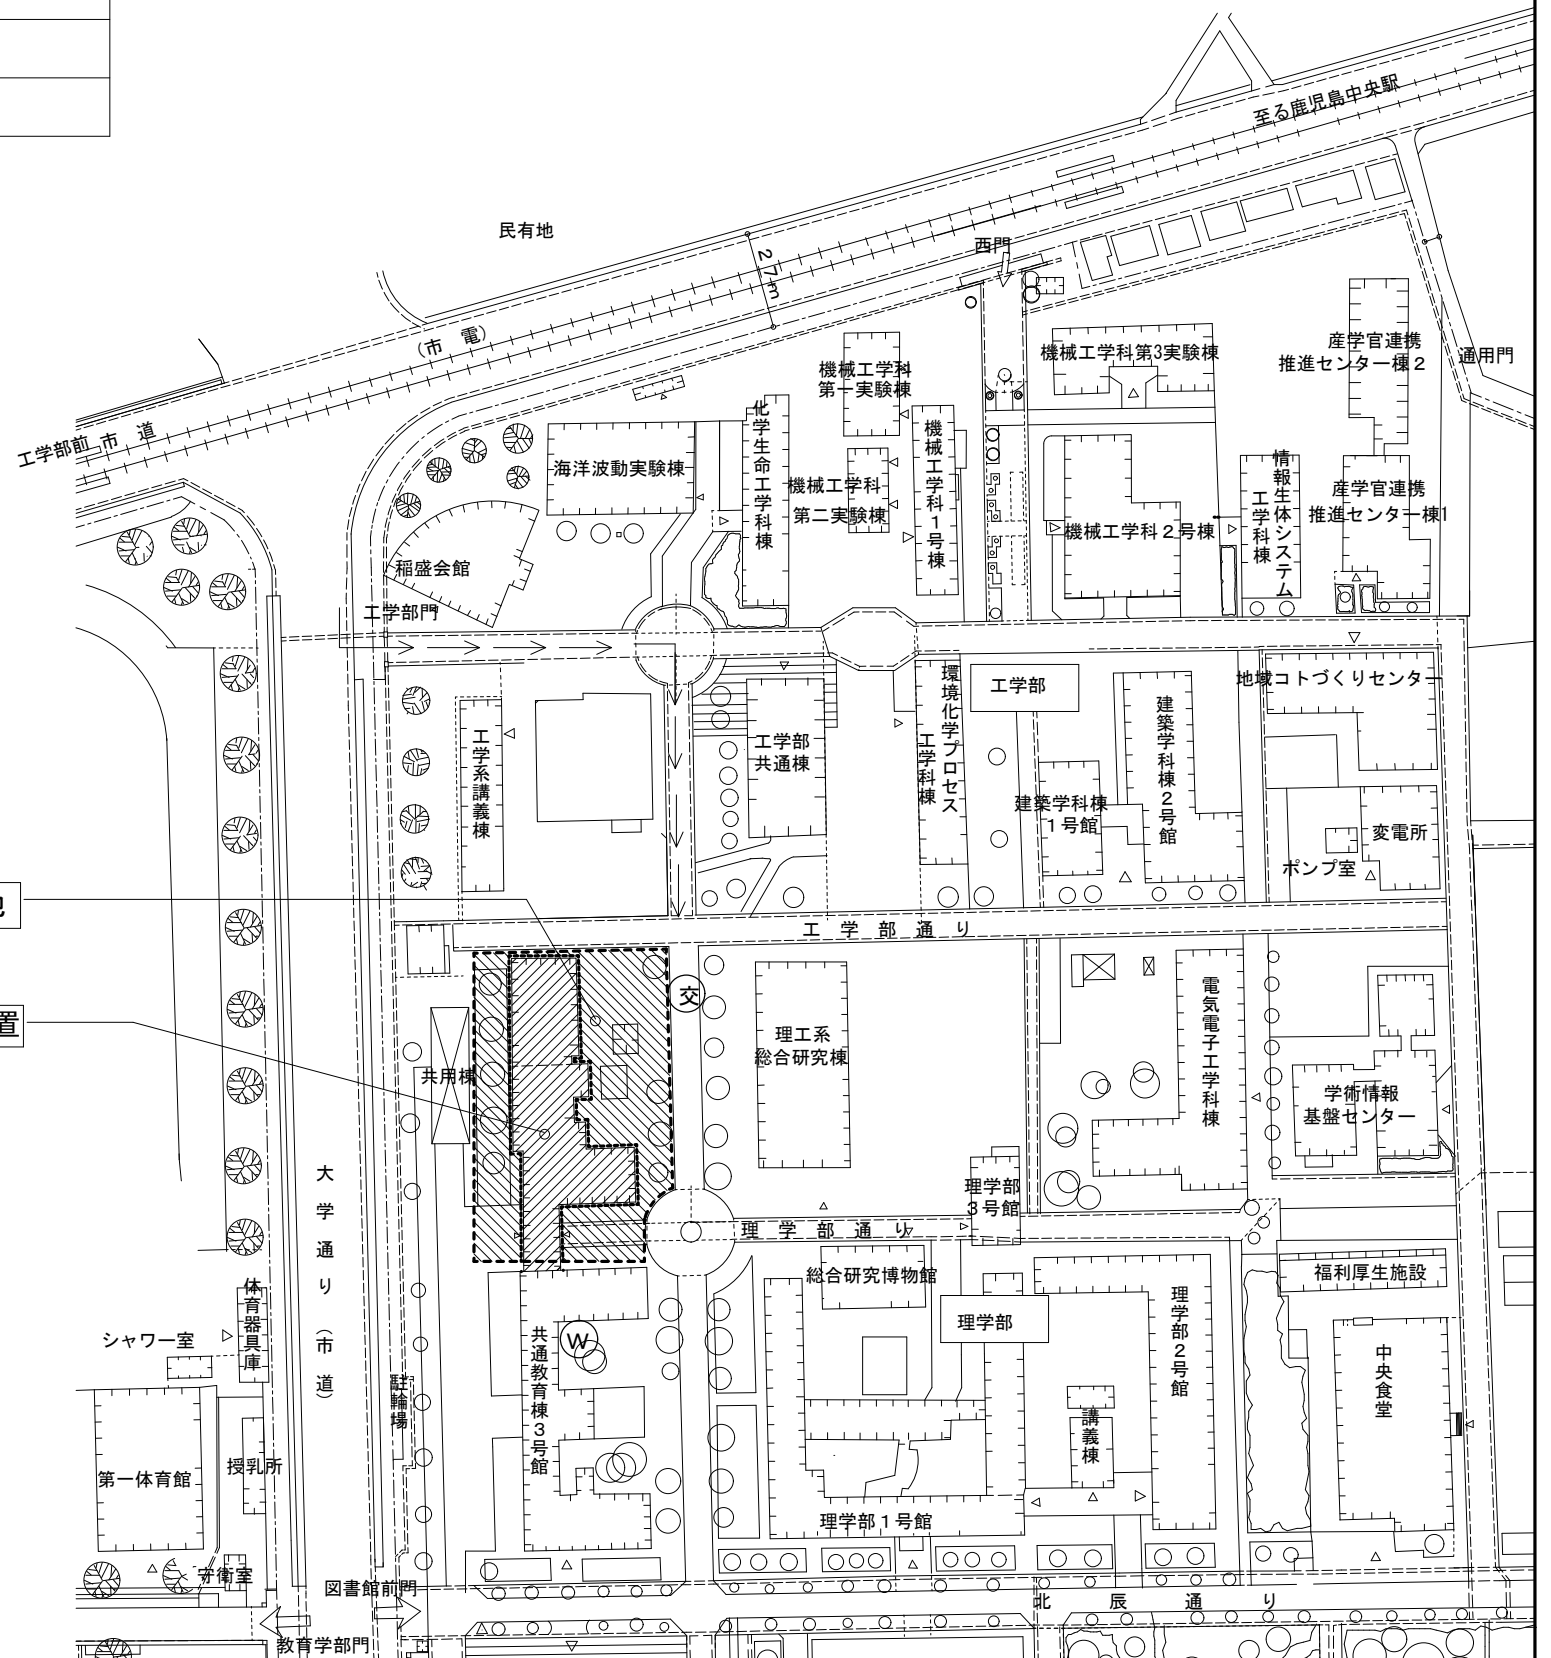 至る鹿児島中央駅
民有地
27m
西門
(市 電)
工学部前
市 道
機械工学科
第一実験棟
機械工学科第3実験棟
産学官連携
推進センター棟2
通用門
海洋波動実験棟
化学生命工学科棟
機械工学科
第二実験棟
機械工学科1号棟
機械工学科2号棟
情報生体システム
工学科棟
産学官連携
推進センター棟1
稲盛会館
工学部門
工学系講義棟
工学部
共通棟
環境化学プロセス
工学科棟
工学部
建築学科棟
1号館
建築学科棟2号館
地域コトづくりセンター
変電所
ポンプ室
工 学 部 通 り
置
交
共用棟
理工系
総合研究棟
電気電子工学科棟
学術情報
基盤センター
理学部
3号館
大 学 通 り (市 道)
理 学 部 通 り
総合研究博物館
福利厚生施設
体育器具庫
シャワー室
W
共通教育棟3号館
理学部
理学部2号館
中央食堂
駐輪場
講義棟
第一体育館
授乳所
理学部1号館
守衛室
図書館前門
北 辰 通 り
教育学部門